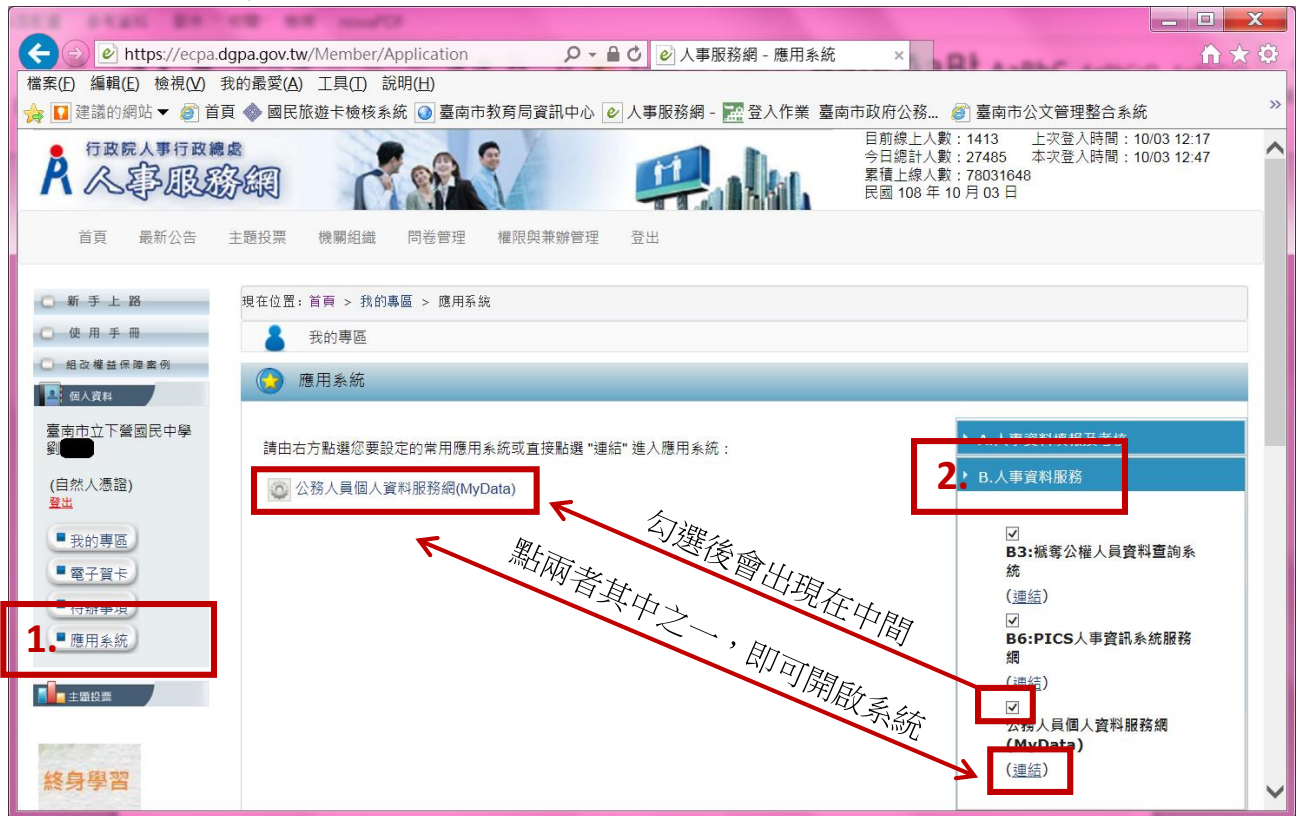 https://ecpa.dgpa.gov.tw/Member/Application
人事服務網 - 應用系統
檔案(F) 編輯(E) 檢視(V) 我的最愛(A) 工具(T) 說明(H)
建議的網站 首頁 國民旅遊卡檢核系統 臺南市教育局資訊中心 人事服務網 - 登入作業 臺南市政府公務... 臺南市公文管理整合系統
行政院人事行政總處
人事服務網
目前線上人數：1413 上次登入時間：10/03 12:17
今日總計人數：27485 本次登入時間：10/03 12:47
累積上線人數：78031648
民國 108 年 10 月 03 日
首頁 最新公告 主題投票 機關組織 問卷管理 權限與兼辦管理 登出
新手上路
使用手冊
組改權益保障案例
個人資料
臺南市立下營國民中學
劉
(自然人憑證)
登出
我的專區
電子賀卡
待辦事項
1.
應用系統
主題投票
終身學習
現在位置：首頁 > 我的專區 > 應用系統
我的專區
應用系統
請由右方點選您要設定的常用應用系統或直接點選 "連結" 進入應用系統：
公務人員個人資料服務網(MyData)
勾選後會出現在中間
點兩者其中之一，即可開啟系統
A.人事資料填報及考核
2.
B.人事資料服務
B3:褫奪公權人員資料查詢系
統
(連結)
B6:PICS人事資訊系統服務
網
(連結)
公務人員個人資料服務網
(MyData)
(連結)